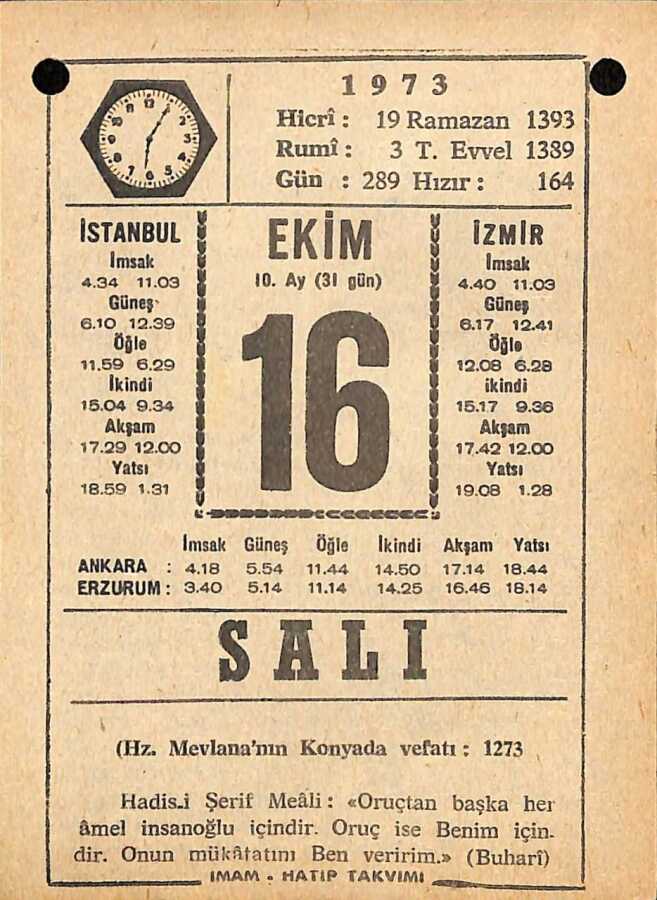 1973
Hicrî : 19 Ramazan 1393
Rumî : 3 T. Evvel 1389
Gün : 289 Hızır : 164
İSTANBUL
İmsak
4.34 11.03
Güneş
6.10 12.39
Öğle
11.59 6.29
İkindi
15.04 9.34
Akşam
17.29 12.00
Yatsı
18.59 1.31
EKİM
10. Ay (31 gün)
16
İZMİR
İmsak
4.40 11.03
Güneş
6.17 12.41
Öğle
12.08 6.28
ikindi
15.17 9.36
Akşam
17.42 12.00
Yatsı
19.08 1.28
İmsak Güneş Öğle İkindi Akşam Yatsı
ANKARA : 4.18 5.54 11.44 14.50 17.14 18.44
ERZURUM : 3.40 5.14 11.14 14.25 16.46 18.14
SALI
(Hz. Mevlana'nın Konyada vefatı : 1273
Hadis-i Şerif Meâli : «Oruçtan başka her
âmel insanoğlu içindir. Oruç ise Benim için-
dir. Onun mükâfatını Ben veririm.» (Buharî)
İMAM - HATİP TAKVİMİ